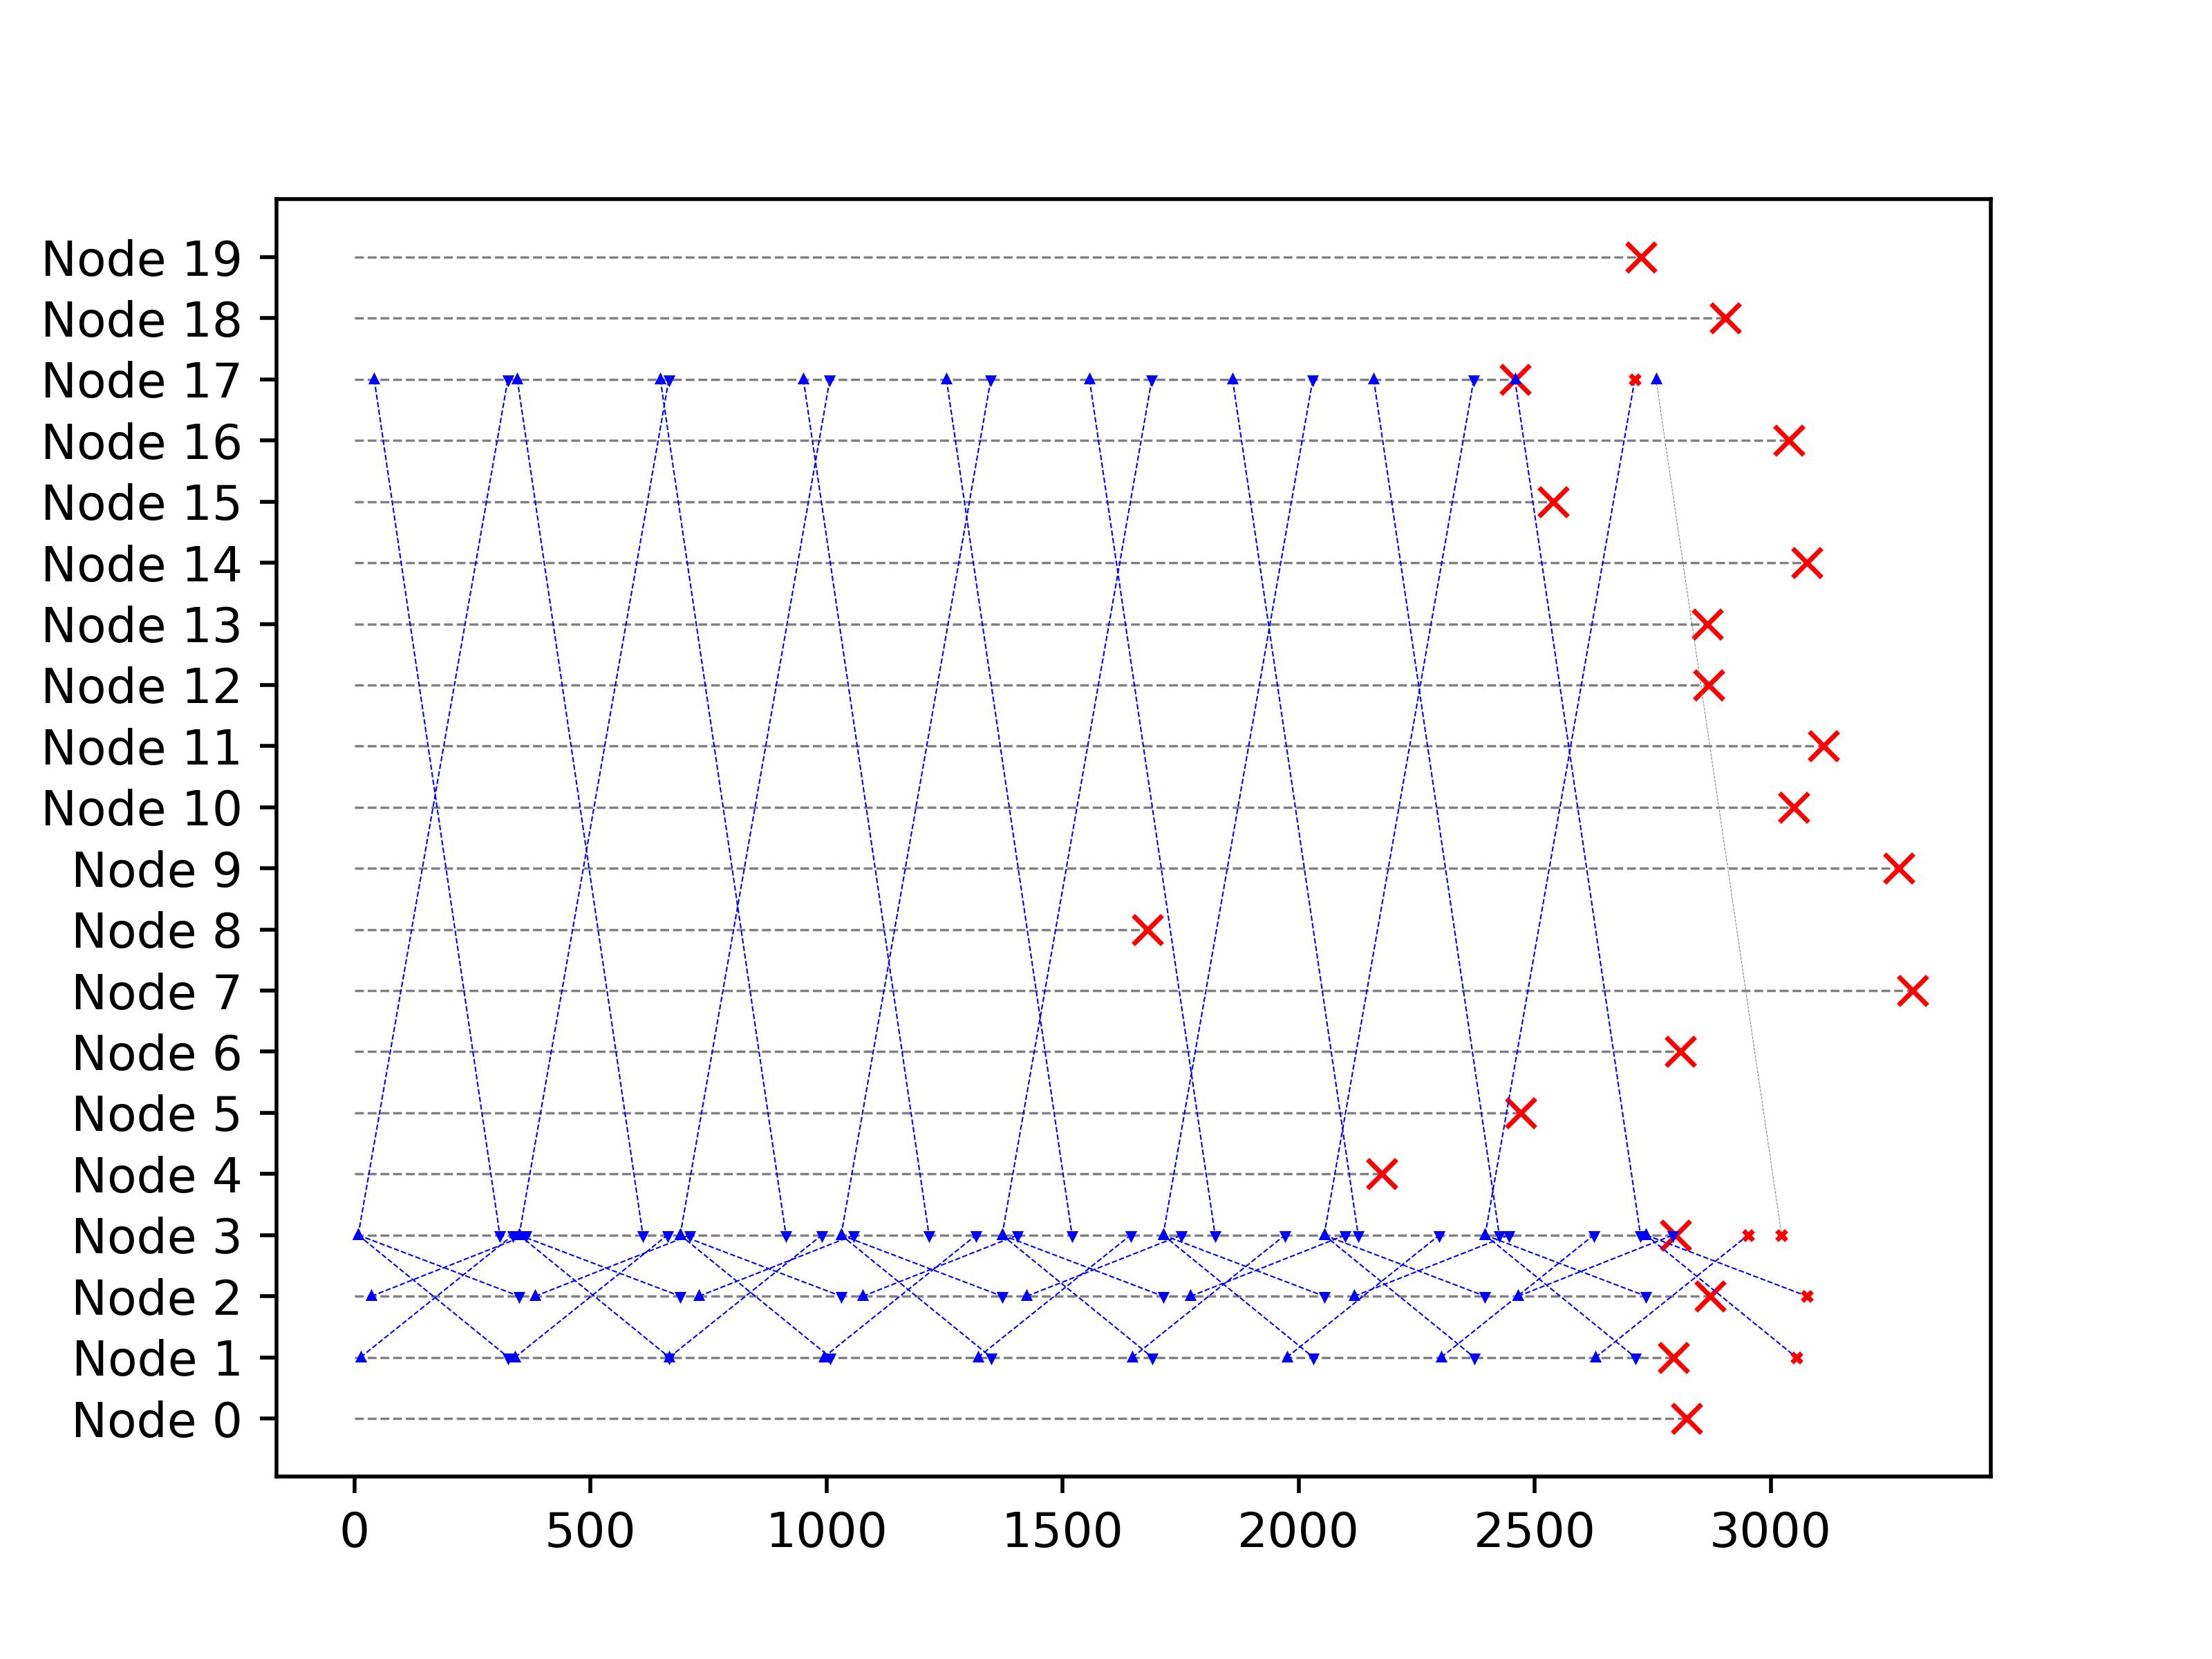 Node 19
Node 18
Node 17
Node 16
Node 15
Node 14
Node 13
Node 12
Node 11
Node 10
Node 9
Node 8
Node 7
Node 6
Node 5
Node 4
Node 3
Node 2
Node 1
Node 0
0 500 1000 1500 2000 2500 3000